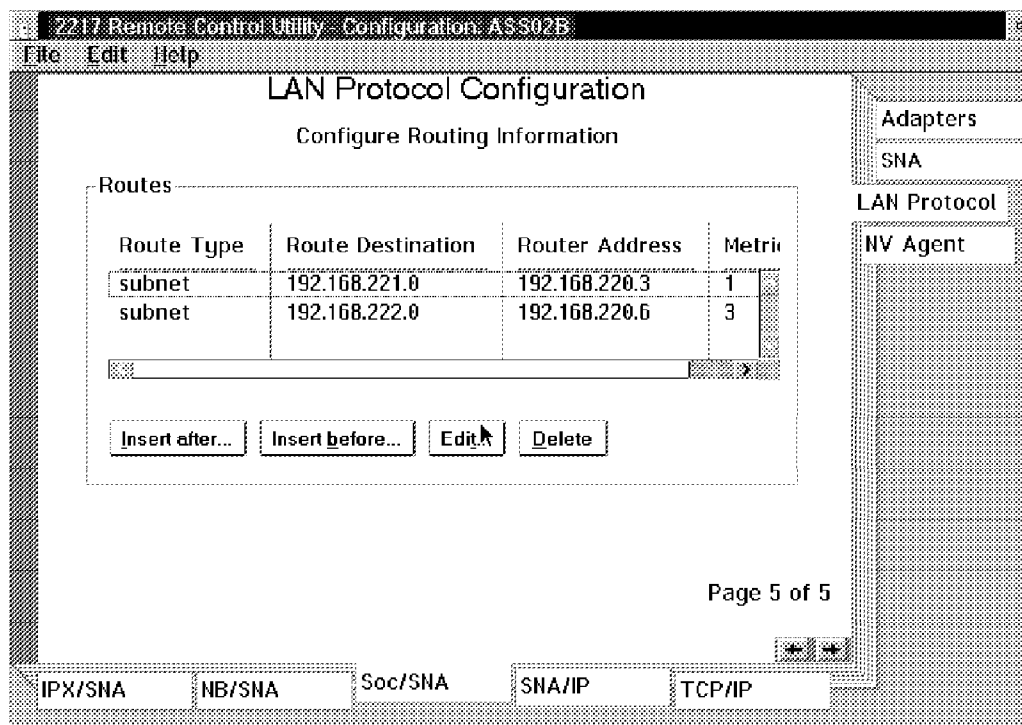 2217 Remote Control Utility - Configuration: ASS02B
File Edit Help
LAN Protocol Configuration
Configure Routing Information
Adapters
SNA
LAN Protocol
NV Agent
Routes
Route Type Route Destination Router Address Metric
subnet 192.168.221.0 192.168.220.3 1
subnet 192.168.222.0 192.168.220.6 3
Insert after... Insert before... Edit... Delete
Page 5 of 5
IPX/SNA NB/SNA Soc/SNA SNA/IP TCP/IP